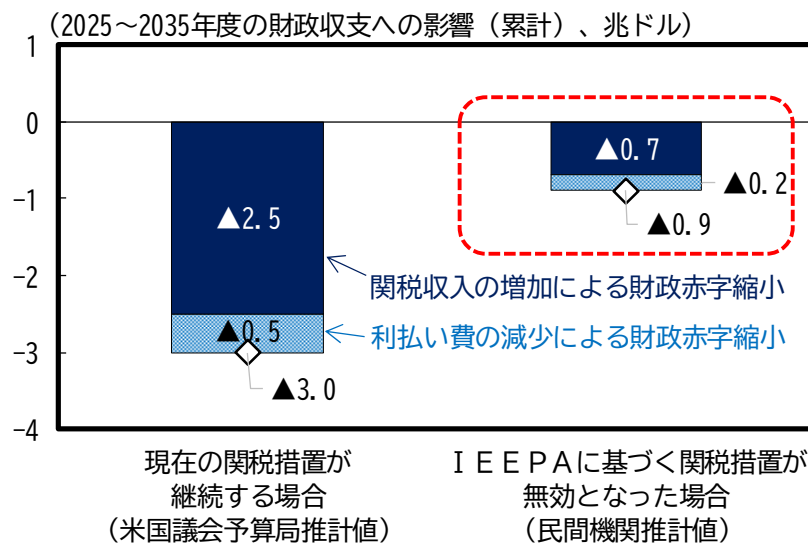 （2025～2035年度の財政収支への影響（累計）、兆ドル）
1
0
-1
-2
-3
-4
▲2.5
▲0.5
▲3.0
▲0.7
▲0.2
▲0.9
関税収入の増加による財政赤字縮小
利払い費の減少による財政赤字縮小
現在の関税措置が
継続する場合
（米国議会予算局推計値）
ＩＥＥＰＡに基づく関税措置が
無効となった場合
（民間機関推計値）